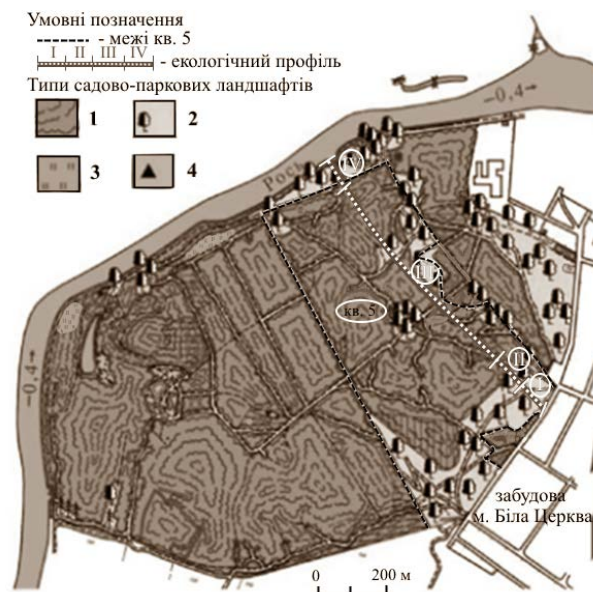 Умовні позначення
- межі кв. 5
I II III IV
- екологічний профіль
Типи садово-паркових ландшафтів
1
2
3
4
-0,4→
Рось
IV
III
кв. 5
II
I
-0,4→
забудова
м. Біла Церква
0 200 м